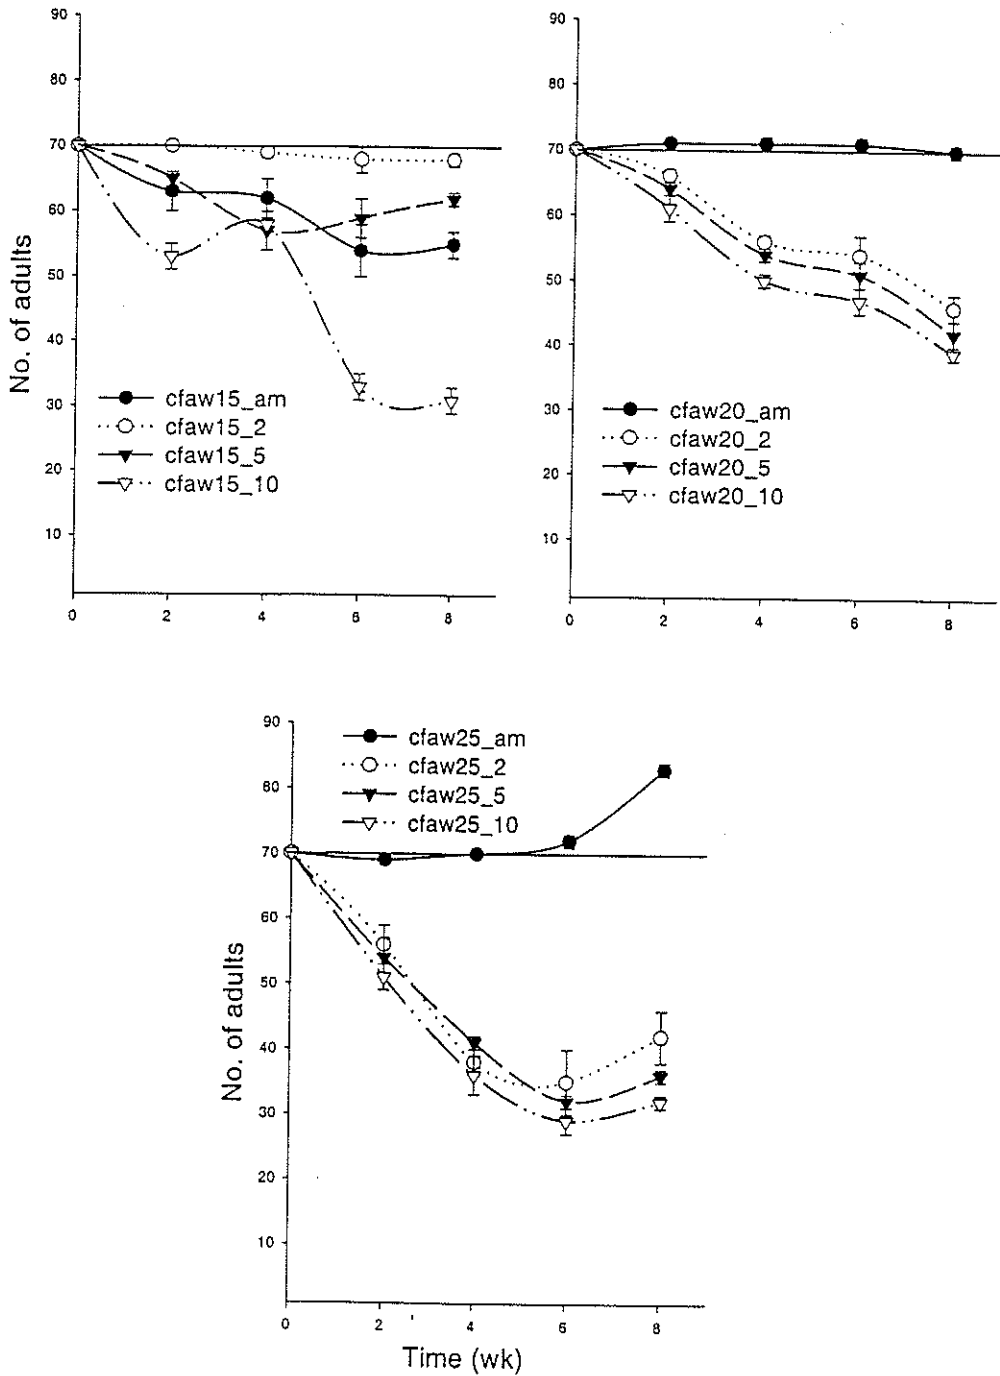 90
80
70
60
50
40
30
20
10
0 2 4 6 8
No. of adults
cfaw15_am
cfaw15_2
cfaw15_5
cfaw15_10
90
80
70
60
50
40
30
20
10
0 2 4 6 8
cfaw20_am
cfaw20_2
cfaw20_5
cfaw20_10
90
80
70
60
50
40
30
20
10
0 2 4 6 8
No. of adults
cfaw25_am
cfaw25_2
cfaw25_5
cfaw25_10
Time (wk)